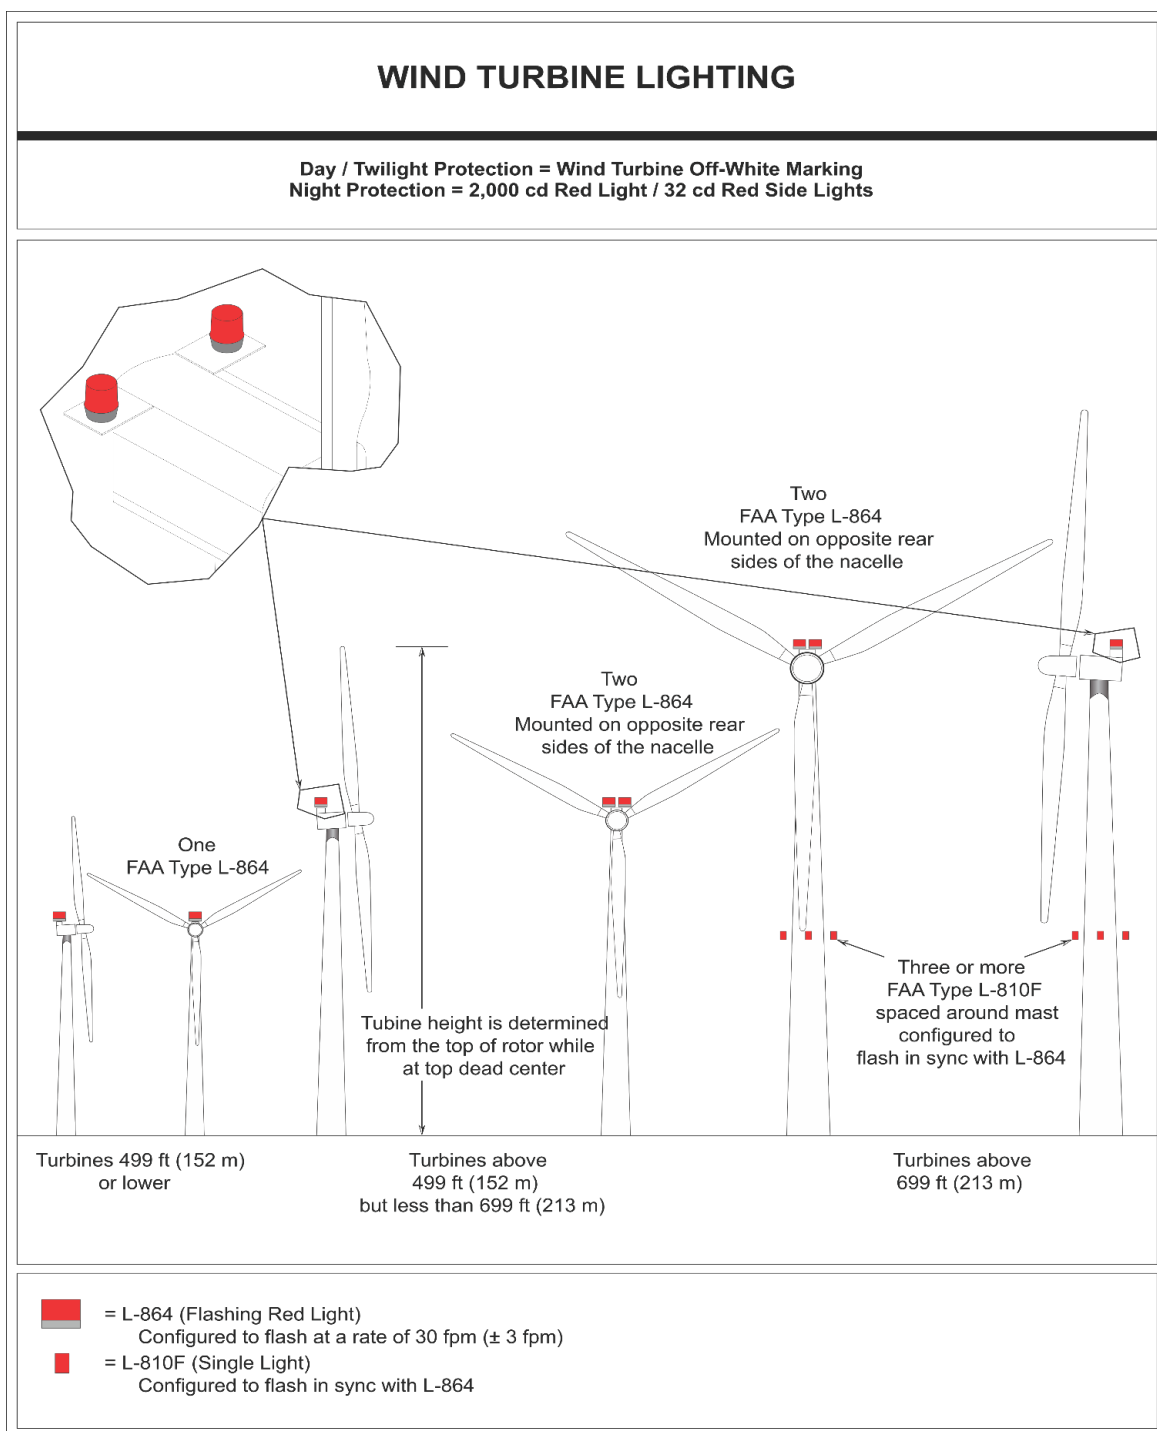 WIND TURBINE LIGHTING
Day / Twilight Protection = Wind Turbine Off-White Marking
Night Protection = 2,000 cd Red Light / 32 cd Red Side Lights
Two
FAA Type L-864
Mounted on opposite rear
sides of the nacelle
Two
FAA Type L-864
Mounted on opposite rear
sides of the nacelle
One
FAA Type L-864
Three or more
FAA Type L-810F
spaced around mast
configured to
flash in sync with L-864
Tubine height is determined
from the top of rotor while
at top dead center
Turbines 499 ft (152 m)
or lower
Turbines above
499 ft (152 m)
but less than 699 ft (213 m)
Turbines above
699 ft (213 m)
= L-864 (Flashing Red Light)
Configured to flash at a rate of 30 fpm (± 3 fpm)
= L-810F (Single Light)
Configured to flash in sync with L-864